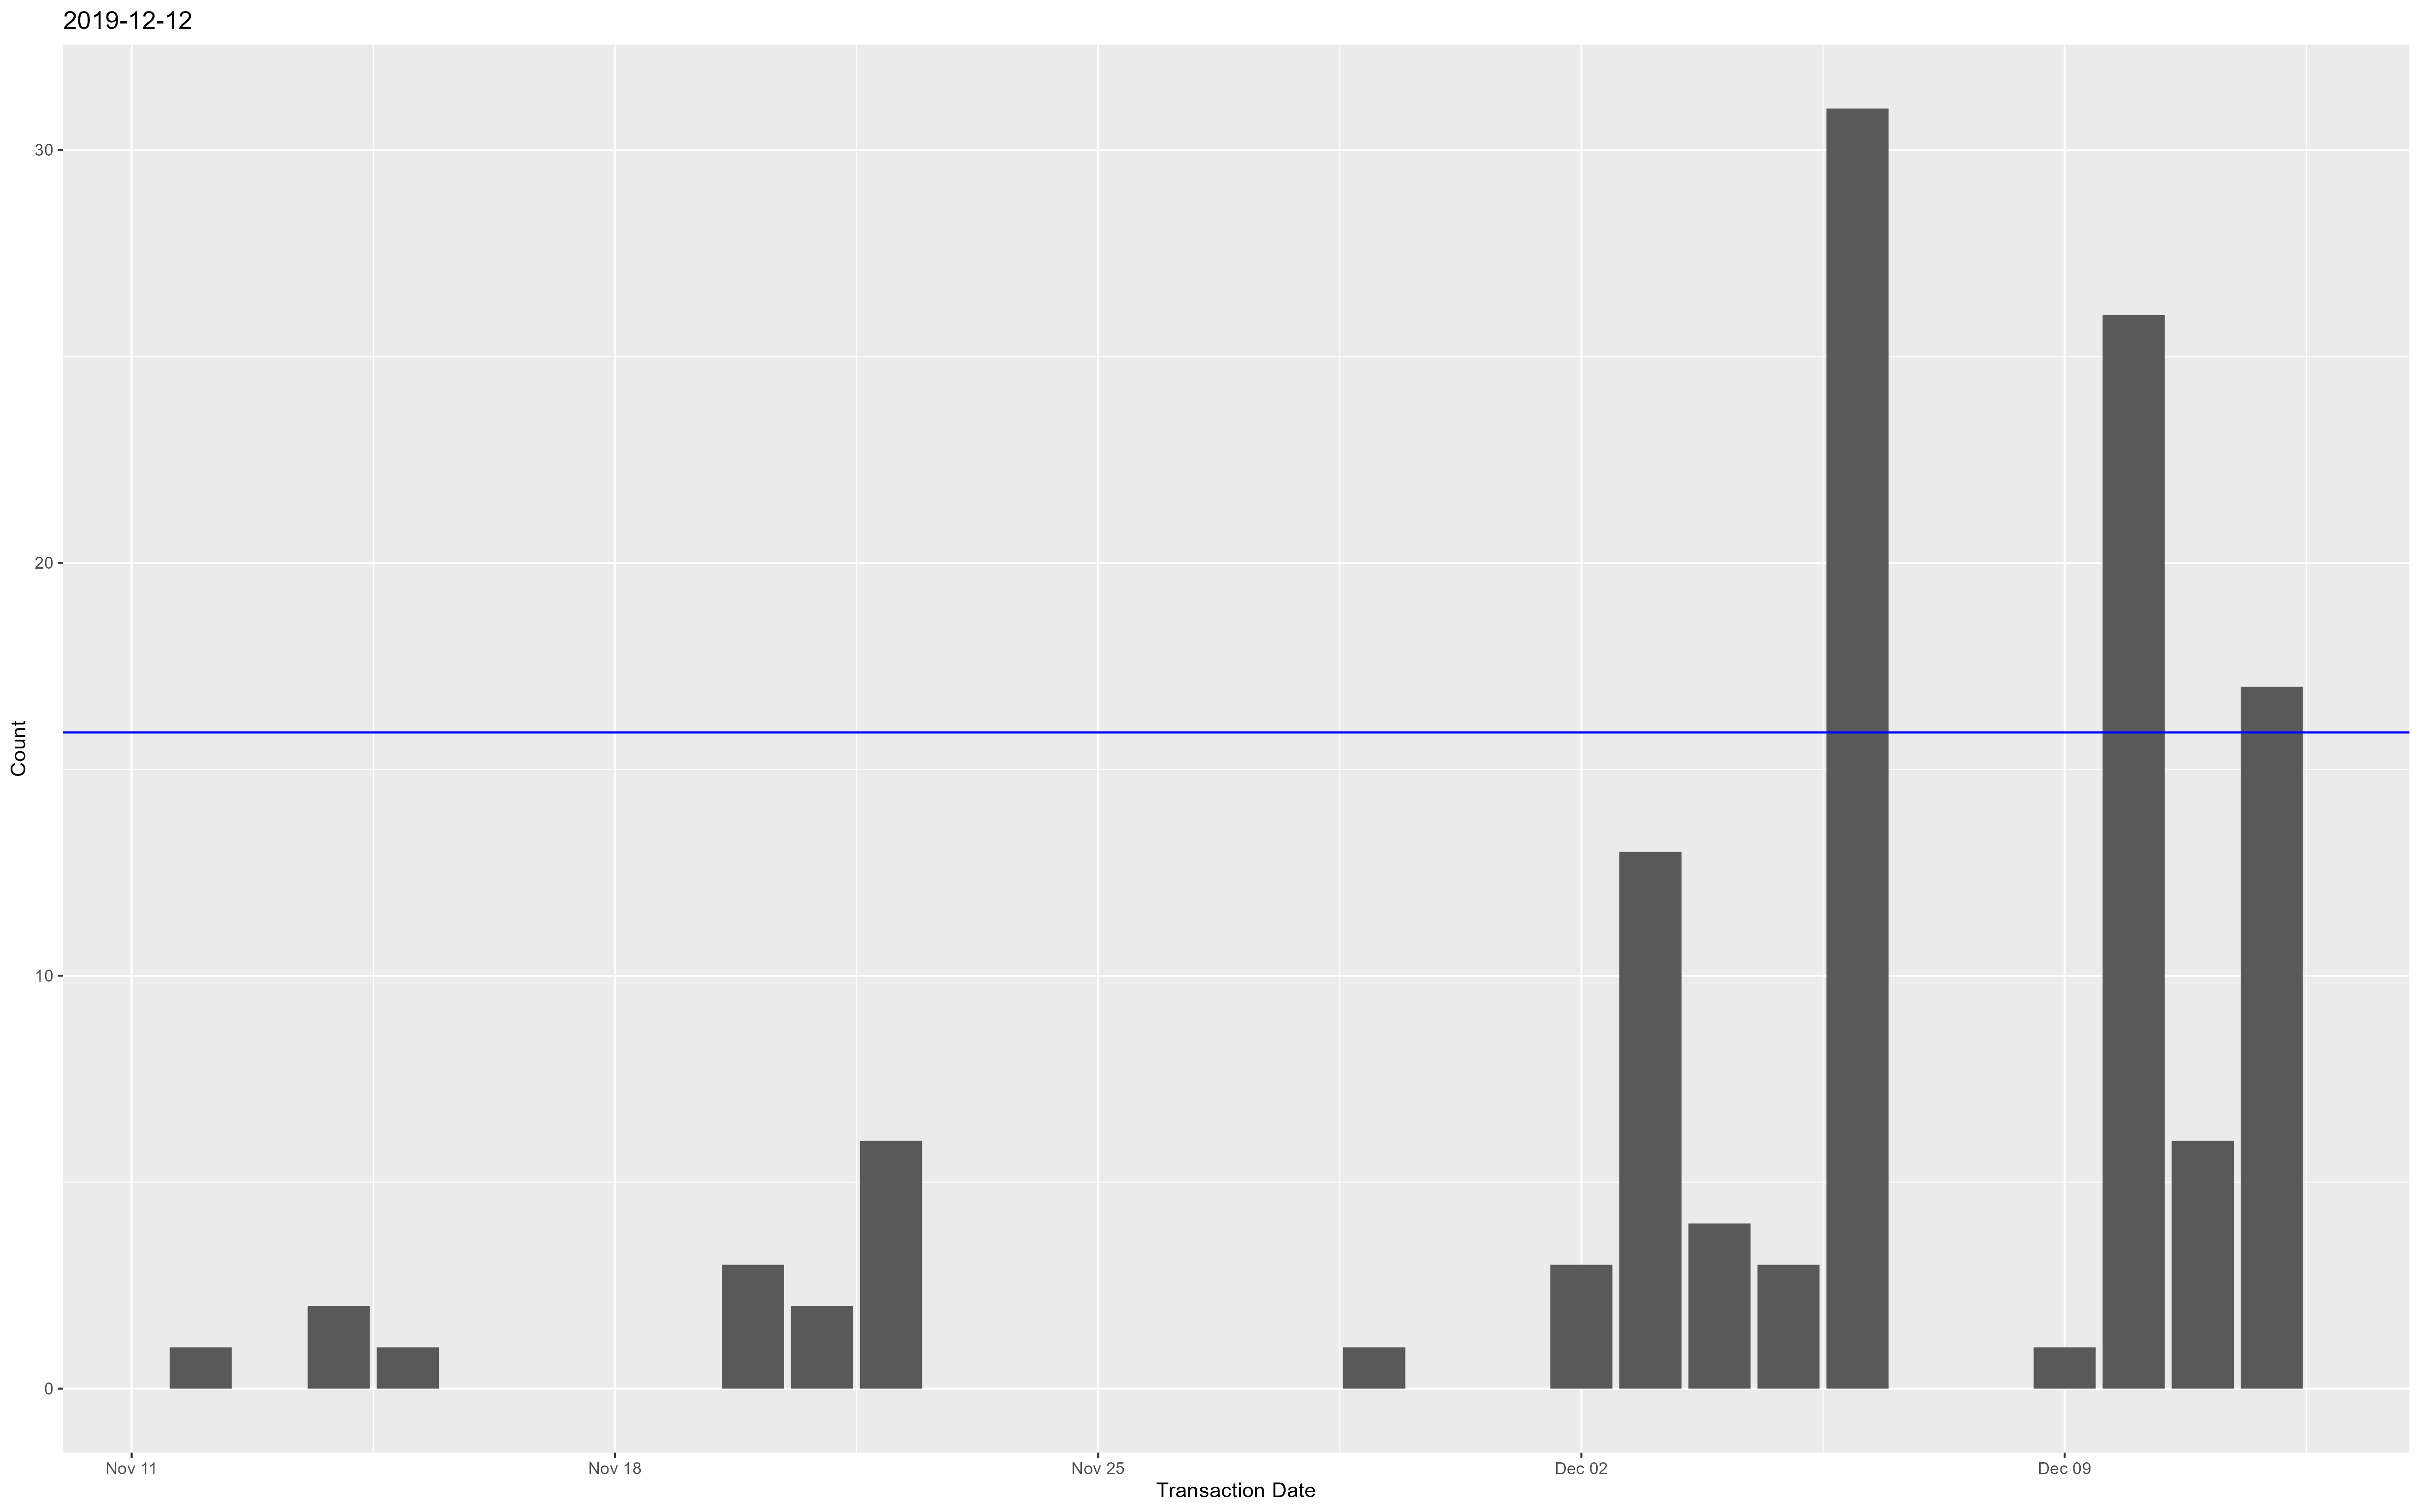 2019-12-12
30
20
10
0
Count
Nov 11
Nov 18
Nov 25
Dec 02
Dec 09
Transaction Date